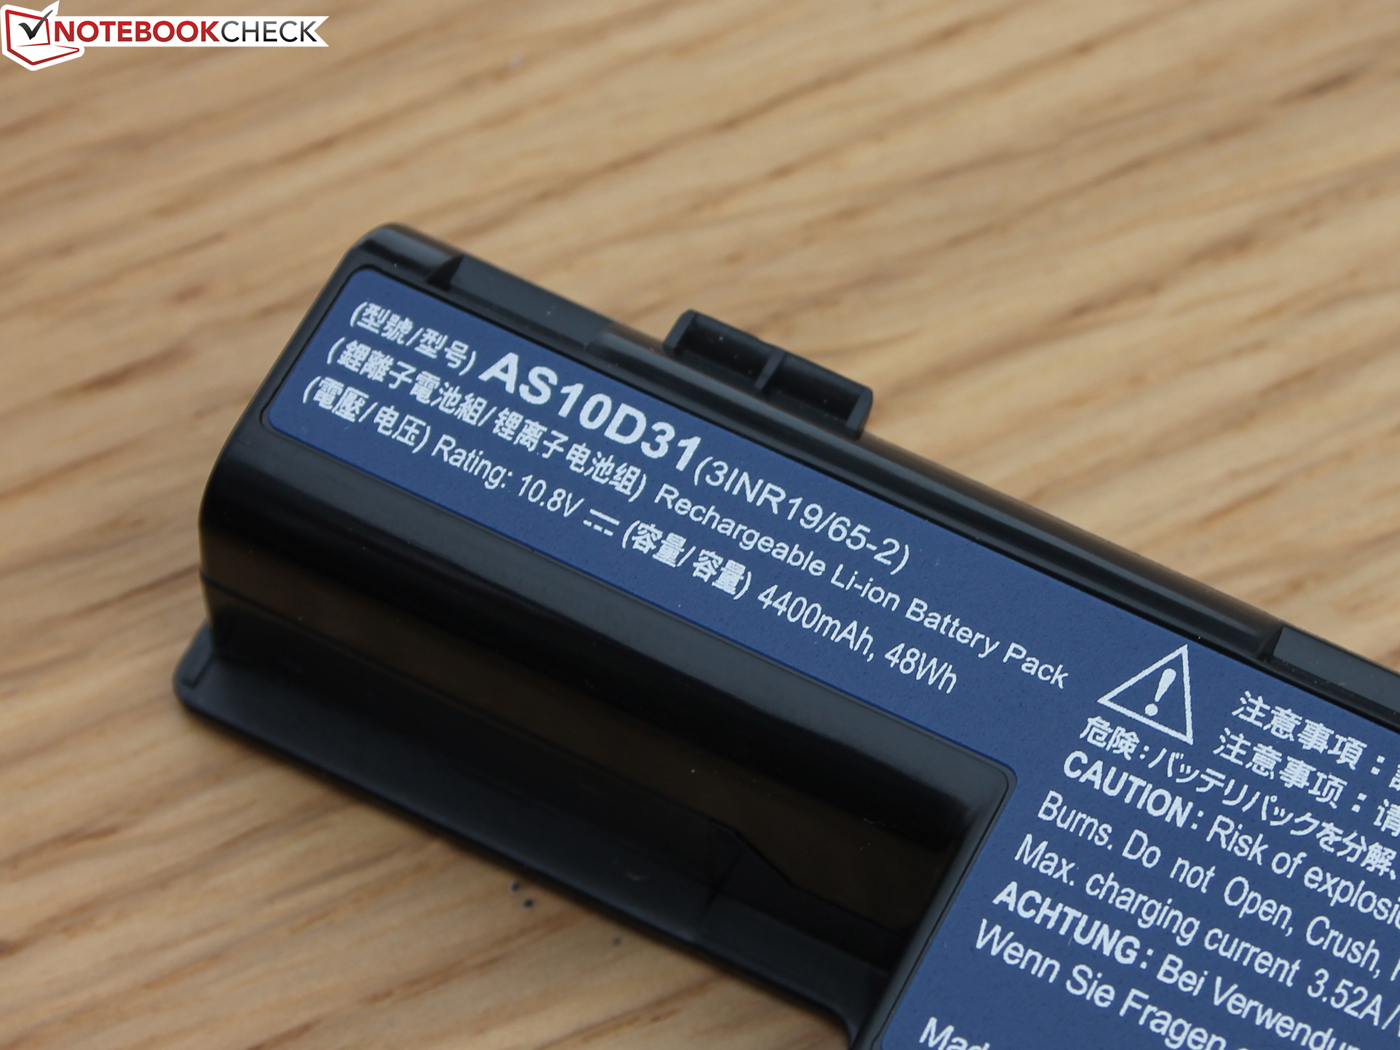 NOTEBOOKCHECK
(型號/型号) AS10D31(3INR19/65-2)
(鋰離子電池組/锂离子电池组) Rechargeable Li-ion Battery Pack
(電壓/电压) Rating: 10.8V ⎓ (容量/容量) 4400mAh, 48Wh
注意事項:
注意事项:请
危険:バッテリパックを分解、
CAUTION: Risk of explosi
Burns. Do not Open, Crush,
Max. charging current 3.52A/
ACHTUNG: Bei Verwendu
Wenn Sie Fragen
Mad